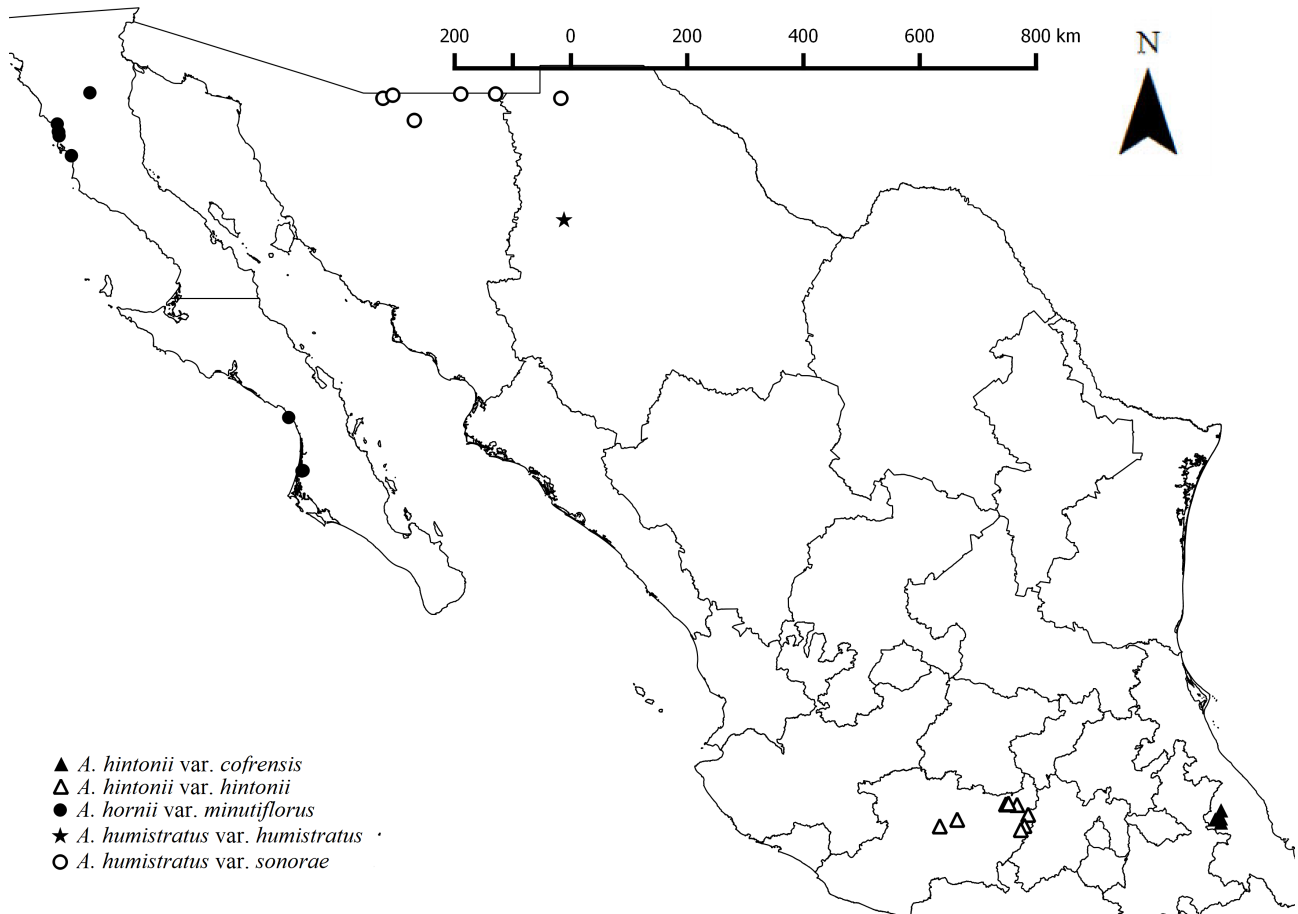 200 0 200 400 600 800 km
N
A. hintonii var. cofrensis
A. hintonii var. hintonii
A. hornii var. minutiflorus
A. humistratus var. humistratus
A. humistratus var. sonorae